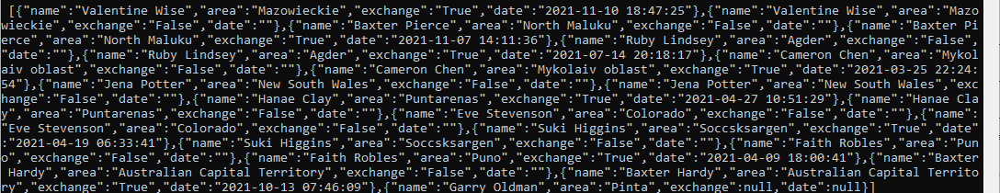 [{"name":"Valentine Wise","area":"Mazowieckie","exchange":"True","date":"2021-11-10 18:47:25"},{"name":"Valentine Wise","area":"Mazo
wieckie","exchange":"False","date":""},{"name":"Baxter Pierce","area":"North Maluku","exchange":"False","date":""},{"name":"Baxter Pi
erce","area":"North Maluku","exchange":"True","date":"2021-11-07 14:11:36"},{"name":"Ruby Lindsey","area":"Agder","exchange":"False",
"date":""},{"name":"Ruby Lindsey","area":"Agder","exchange":"True","date":"2021-07-14 20:18:17"},{"name":"Cameron Chen","area":"Mykol
aiv oblast","exchange":"False","date":""},{"name":"Cameron Chen","area":"Mykolaiv oblast","exchange":"True","date":"2021-03-25 22:24:
54"},{"name":"Jena Potter","area":"New South Wales","exchange":"False","date":""},{"name":"Jena Potter","area":"New South Wales","exc
hange":"False","date":""},{"name":"Hanae Clay","area":"Puntarenas","exchange":"True","date":"2021-04-27 10:51:29"},{"name":"Hanae Cla
y","area":"Puntarenas","exchange":"False","date":""},{"name":"Eve Stevenson","area":"Colorado","exchange":"False","date":""},{"name":
"Eve Stevenson","area":"Colorado","exchange":"False","date":""},{"name":"Suki Higgins","area":"Soccsksargen","exchange":"True","date"
:"2021-04-19 06:33:41"},{"name":"Suki Higgins","area":"Soccsksargen","exchange":"False","date":""},{"name":"Faith Robles","area":"Pun
o","exchange":"False","date":""},{"name":"Faith Robles","area":"Puno","exchange":"True","date":"2021-04-09 18:00:41"},{"name":"Baxter
Hardy","area":"Australian Capital Territory","exchange":"False","date":""},{"name":"Baxter Hardy","area":"Australian Capital Territo
ry","exchange":"True","date":"2021-10-13 07:46:09"},{"name":"Garry Oldman","area":"Pinta","exchange":null,"date":null}]